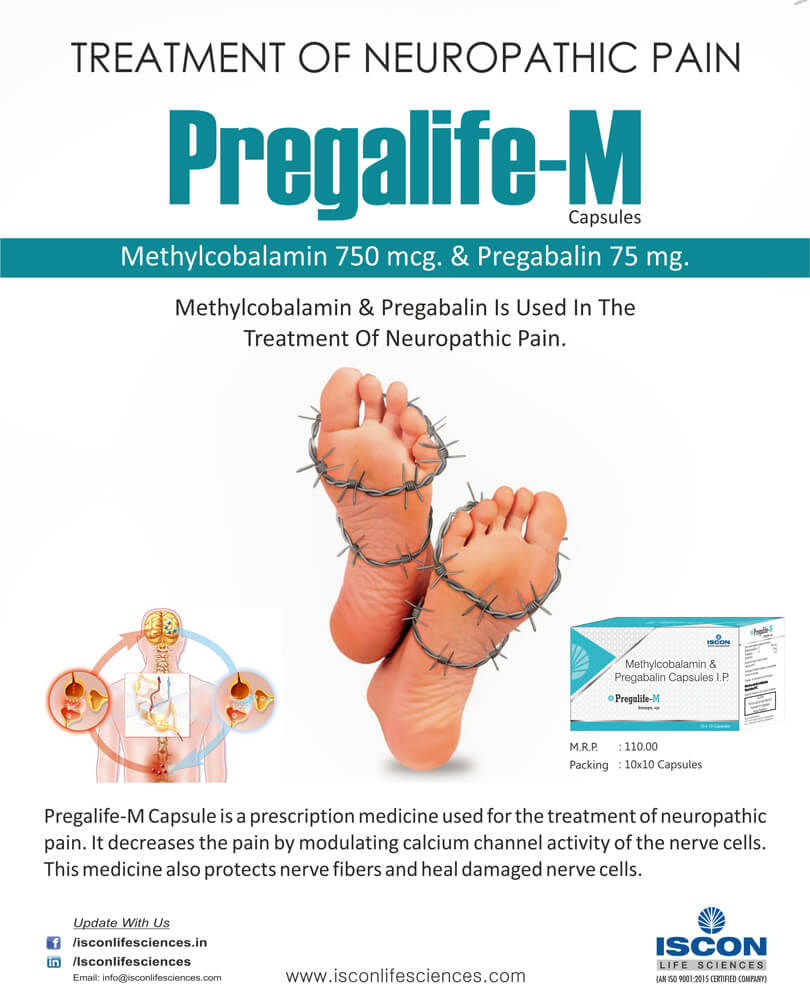 TREATMENT OF NEUROPATHIC PAIN
Pregalife-M
Capsules
Methylcobalamin 750 mcg. & Pregabalin 75 mg.
Methylcobalamin & Pregabalin Is Used In The
Treatment Of Neuropathic Pain.
ISCON
Methylcobalamin &
Pregabalin Capsules I.P.
Pregalife-M
10 x 10 Capsules
Pregalife-M
M.R.P. : 110.00
Packing : 10x10 Capsules
Pregalife-M Capsule is a prescription medicine used for the treatment of neuropathic
pain. It decreases the pain by modulating calcium channel activity of the nerve cells.
This medicine also protects nerve fibers and heal damaged nerve cells.
Update With Us
f /isconlifesciences.in
in /Isconlifesciences
Email: info@isconlifesciences.com
www.isconlifesciences.com
ISCON
LIFE SCIENCES
(AN ISO 9001:2015 CERTIFIED COMPANY)